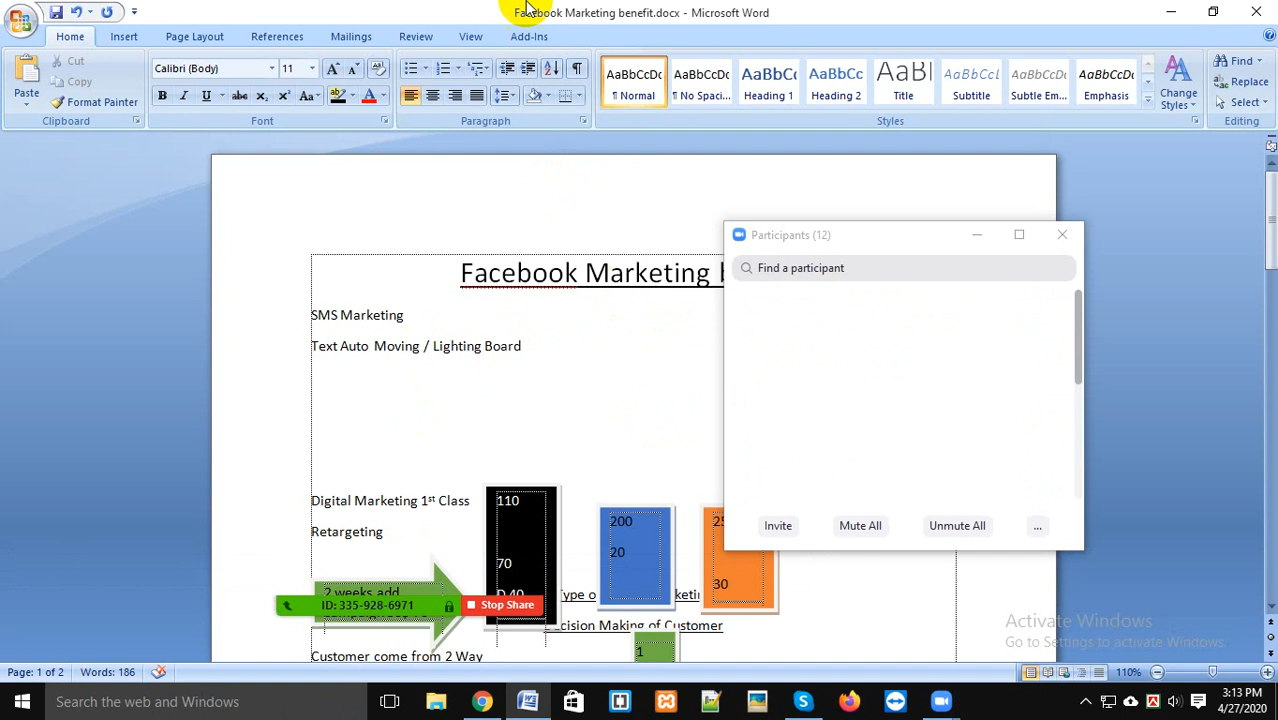 Facebook Marketing benefit.docx - Microsoft Word
Home Insert Page Layout References Mailings Review View Add-Ins
Paste
Cut
Copy
Format Painter
Clipboard
Calibri (Body) 11
Font
Paragraph
AaBbCcDc AaBbCcDc AaBbCc AaBbCc AaBl AaBbCcL AaBbCcDc AaBbCcDc
¶ Normal ¶ No Spaci... Heading 1 Heading 2 Title Subtitle Subtle Em... Emphasis
Styles
Change Styles
Find
Replace
Select
Editing
Facebook Marketing b
SMS Marketing
Text Auto Moving / Lighting Board
Participants (12)
Find a participant
Invite Mute All Unmute All ...
Digital Marketing 1st Class
Retargeting
110
70
D 40
200
20
30
2 weeks add
ID: 335-928-6971 Stop Share
Customer come from 2 Way
1
Activate Windows
Go to Settings to activate Windows.
Page: 1 of 2 Words: 186 110%
Search the web and Windows
3:13 PM
4/27/2020